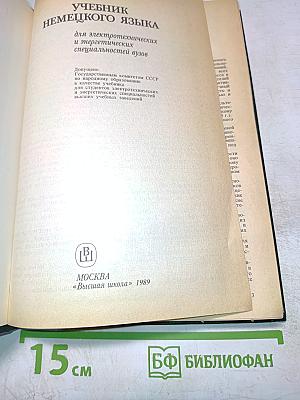 УЧЕБНИК
НЕМЕЦКОГО ЯЗЫКА
для электротехнических
и энергетических
специальностей вузов
Допущено
Государственным комитетом СССР
по народному образованию
в качестве учебника
для студентов электротехнических
и энергетических специальностей
высших учебных заведений
В
Ш
МОСКВА
«Высшая школа» 1989
15 см
БФ БИБЛИОФАН